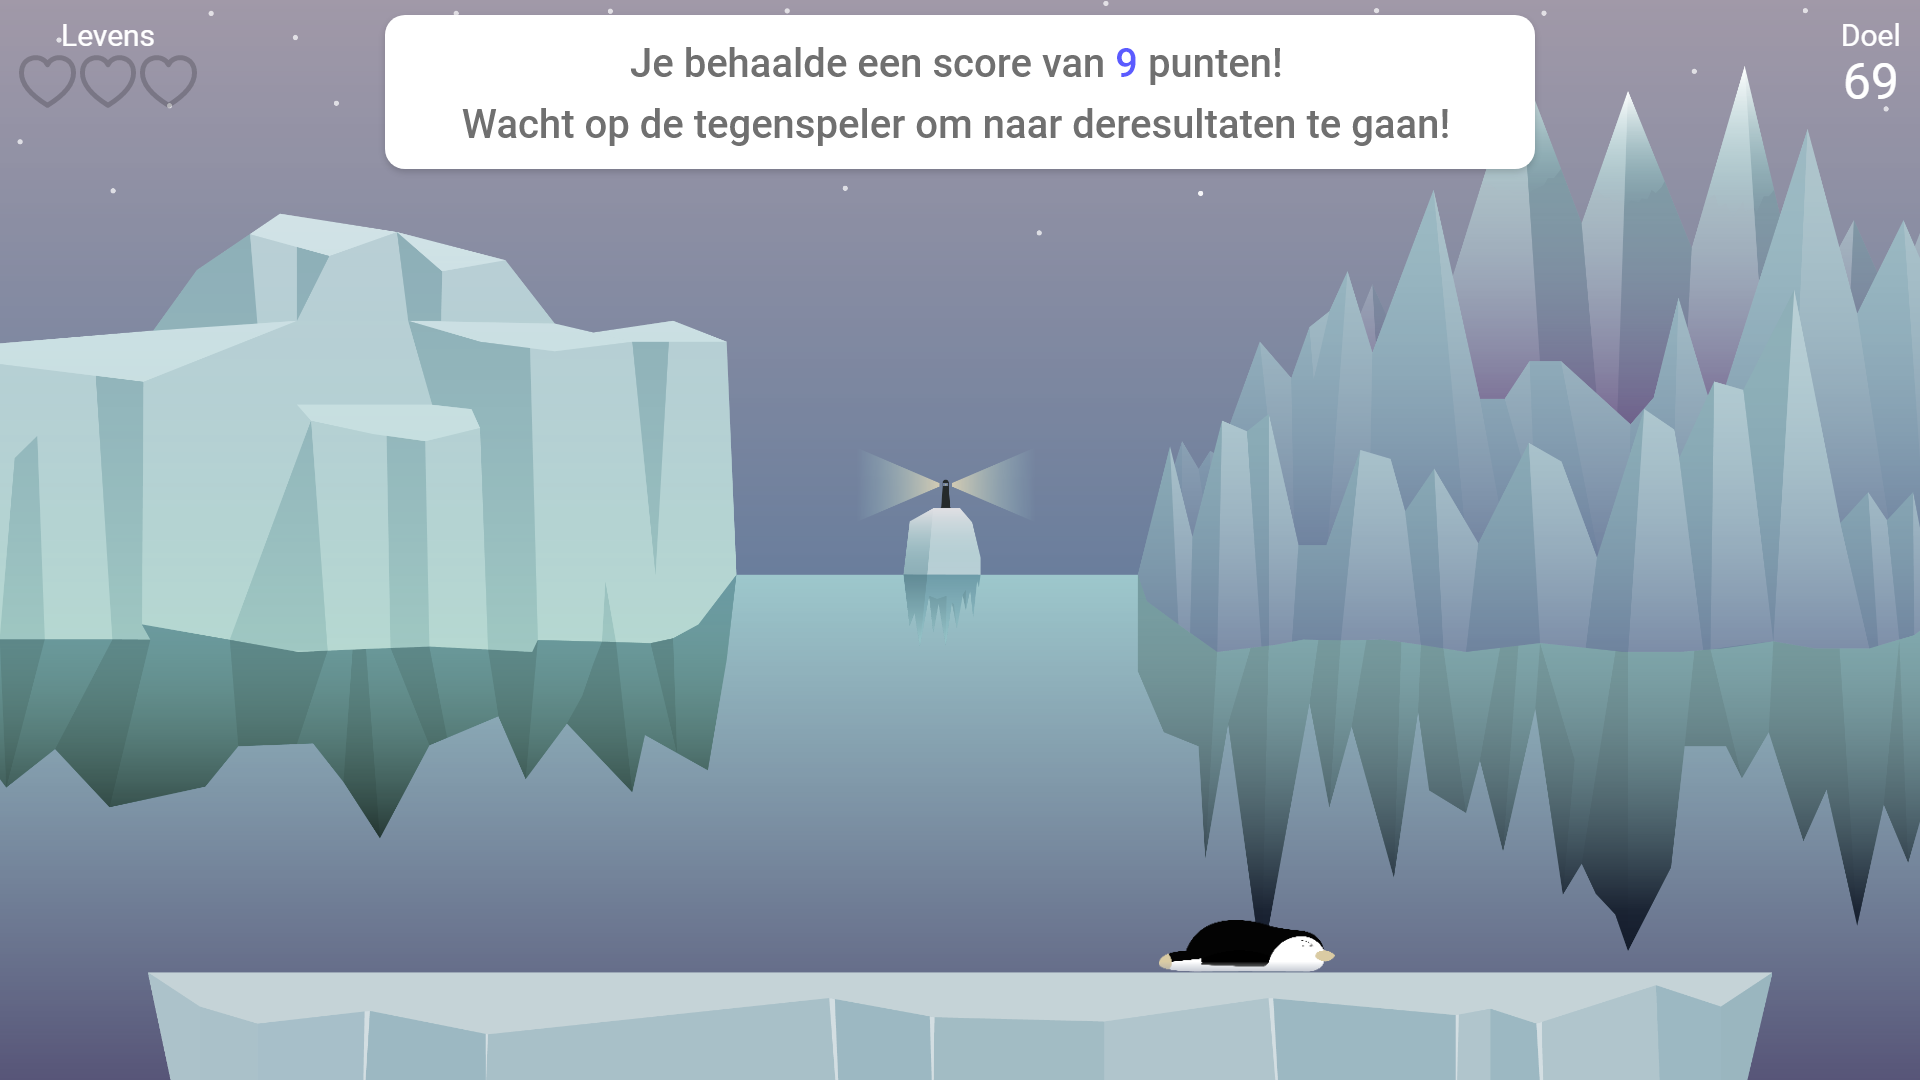 Levens
Je behaalde een score van 9 punten!
Wacht op de tegenspeler om naar deresultaten te gaan!
Doel
69